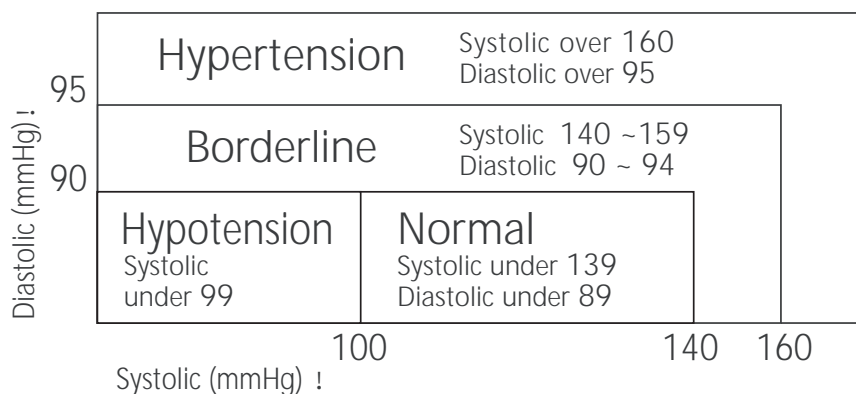 Hypertension
Systolic over 160
Diastolic over 95
95
Borderline
Systolic 140 ~159
Diastolic 90 ~ 94
90
Hypotension
Systolic
under 99
Normal
Systolic under 139
Diastolic under 89
Diastolic (mmHg) !
100
140
160
Systolic (mmHg) !